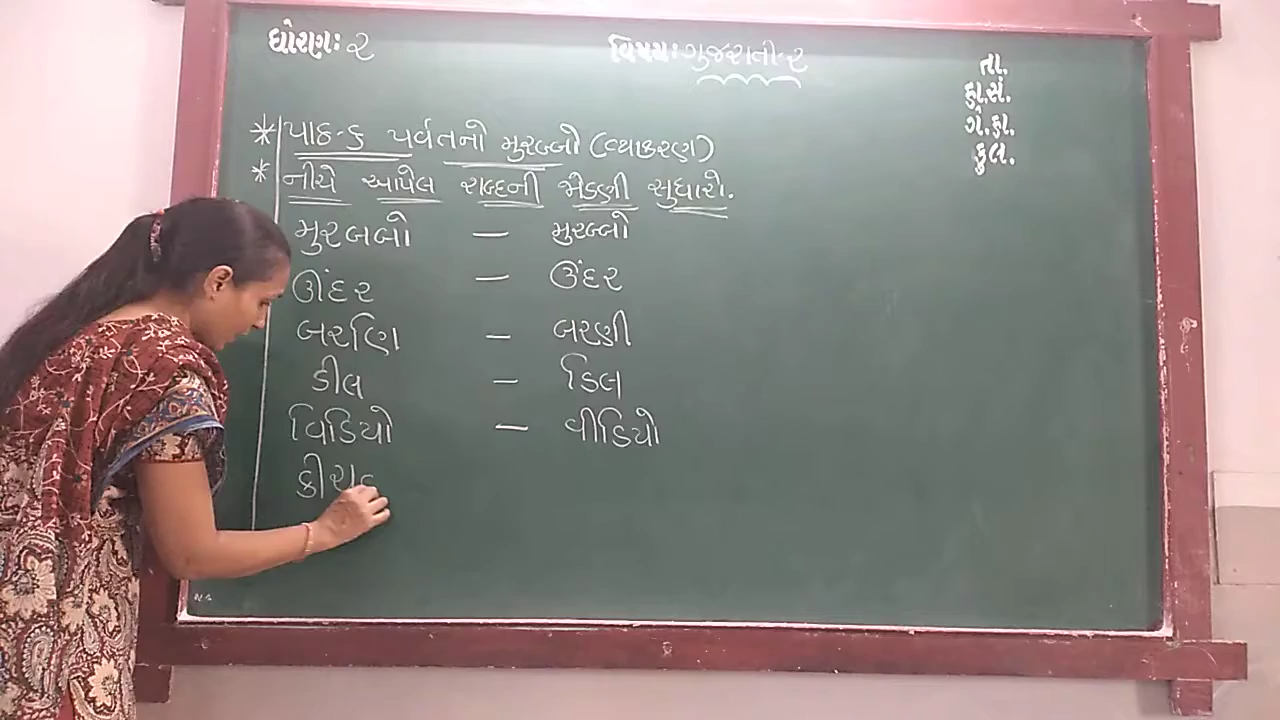 ધોરણ: ૨
વિષય: ગુજરાતી-૨
તા.
હા.સં.
ગે.હા.
કુલ.
* પાઠ-૬ પર્વતનો મુરબ્બો (વ્યાકરણ)
* નીચે આપેલ શબ્દની જોડણી સુધારો.
મુરબબો – મુરબ્બો
ઊંદર – ઉંદર
બરણિ – બરણી
ડીલ – ડિલ
વિડિયો – વીડિયો